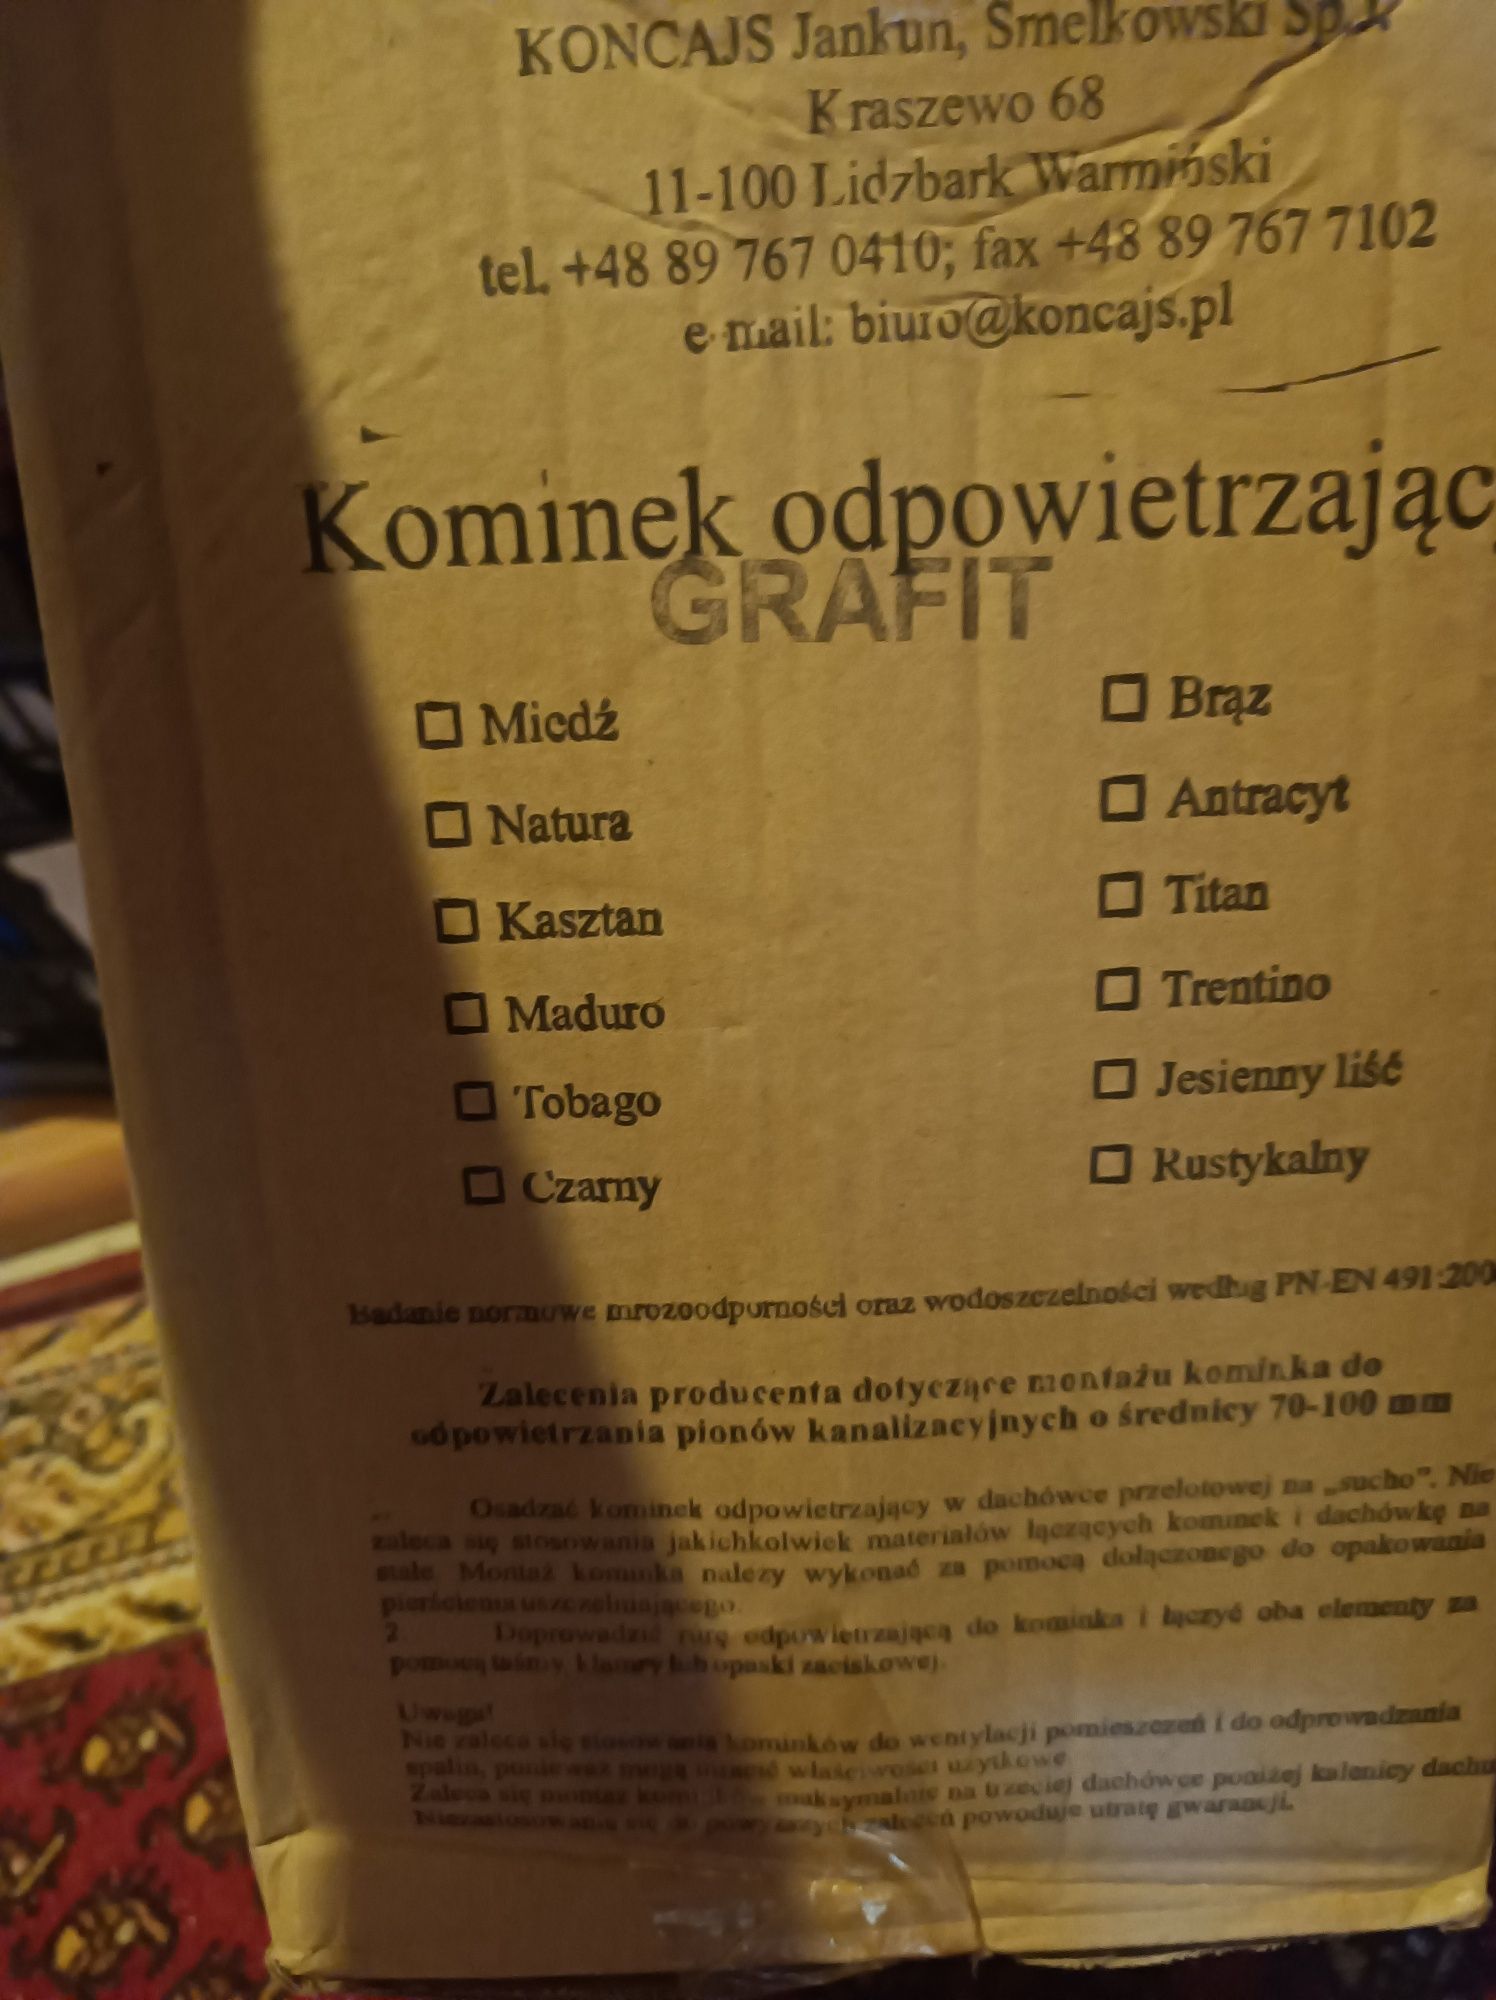 KONCAJS Jankun, Smelkowski Sp.J.
Kraszewo 68
11-100 Lidzbark Warmiński
tel. +48 89 767 0410; fax +48 89 767 7102
e-mail: biuro@koncajs.pl
Kominek odpowietrzający
GRAFIT
☐ Miedź ☐ Brąz
☐ Natura ☐ Antracyt
☐ Kasztan ☐ Titan
☐ Maduro ☐ Trentino
☐ Tobago ☐ Jesienny liść
☐ Czarny ☐ Rustykalny
Badanie normowe mrozoodporności oraz wodoszczelności według PN-EN 491:200
Zalecenia producenta dotyczące montażu kominka do
odpowietrzania pionów kanalizacyjnych o średnicy 70-100 mm
Osadzać kominek odpowietrzający w dachówce przelotowej na „sucho”. Nie
zaleca się stosowania jakichkolwiek materiałów łączących kominek i dachówkę na
stałe. Montaż kominka należy wykonać za pomocą dołączonego do opakowania
pierścienia uszczelniającego.
2. Doprowadzić rurę odpowietrzającą do kominka i łączyć oba elementy za
pomocą taśmy, klamry lub opaski zaciskowej.
Uwaga!
Nie zaleca się stosowania kominków do wentylacji pomieszczeń i do odprowadzania
spalin, ponieważ mogą utracić właściwości użytkowe
Zaleca się montaż kominków maksymalnie na trzeciej dachówce poniżej kalenicy dachu
Niezastosowanie się do powyższych zaleceń powoduje utratę gwarancji.